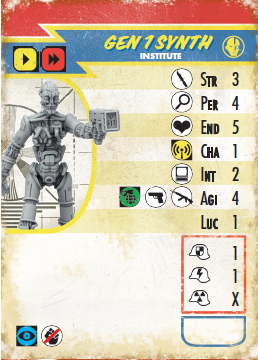 GEN 1 SYNTH
INSTITUTE
STR 3
PER 4
END 5
CHA 1
INT 2
AGI 4
LUC 1
1
1
X